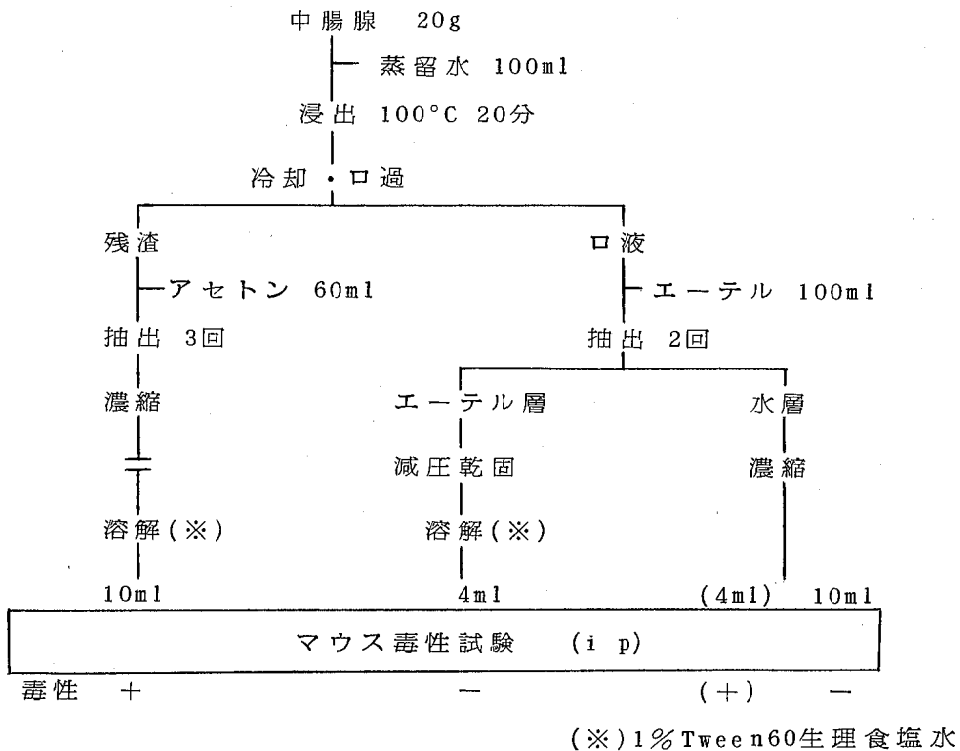 中腸腺 20g
蒸留水 100ml
浸出 100°C 20分
冷却・ロ過
残渣 ロ液
アセトン 60ml エーテル 100ml
抽出 3回 抽出 2回
濃縮 エーテル層 水層
減圧乾固 濃縮
溶解(※) 溶解(※)
10ml 4ml (4ml) 10ml
マウス毒性試験 (ip)
毒性 + − (+) −
(※)1%Tween60生理食塩水